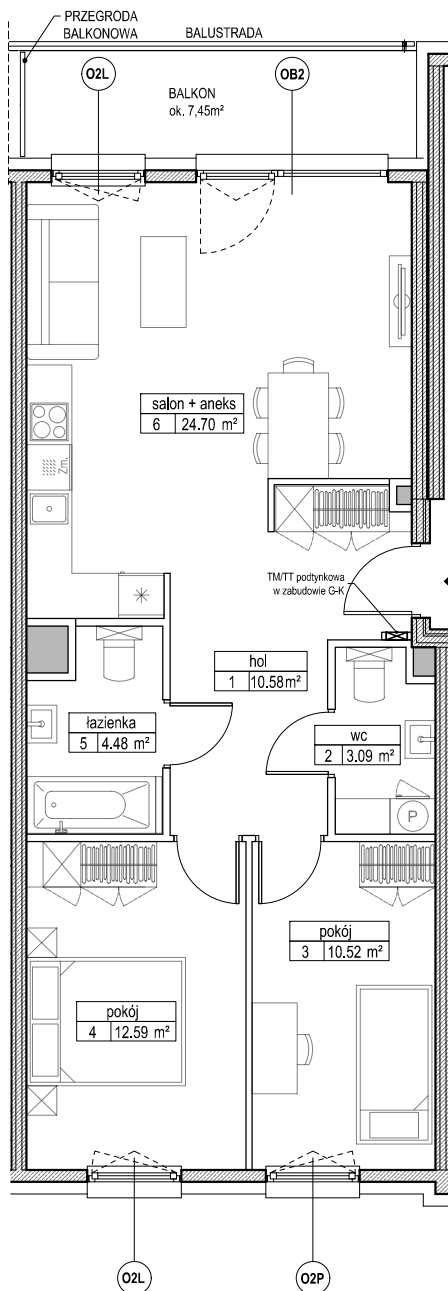 PRZEGRODA
BALKONOWA
BALUSTRADA
O2L
OB2
BALKON
ok. 7,45m²
salon + aneks
6 24.70 m²
Zm.
TM/TT podtynkowa
w zabudowie G-K
hol
1 10.58m²
łazienka
5 4.48 m²
wc
2 3.09 m²
P
pokój
3 10.52 m²
pokój
4 12.59 m²
O2L
O2P